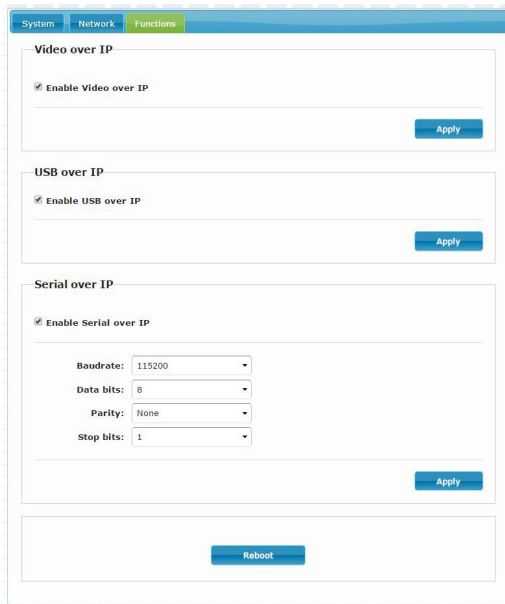 System Network Functions
Video over IP
Enable Video over IP
Apply
USB over IP
Enable USB over IP
Apply
Serial over IP
Enable Serial over IP
Baudrate: 115200
Data bits: 8
Parity: None
Stop bits: 1
Apply
Reboot